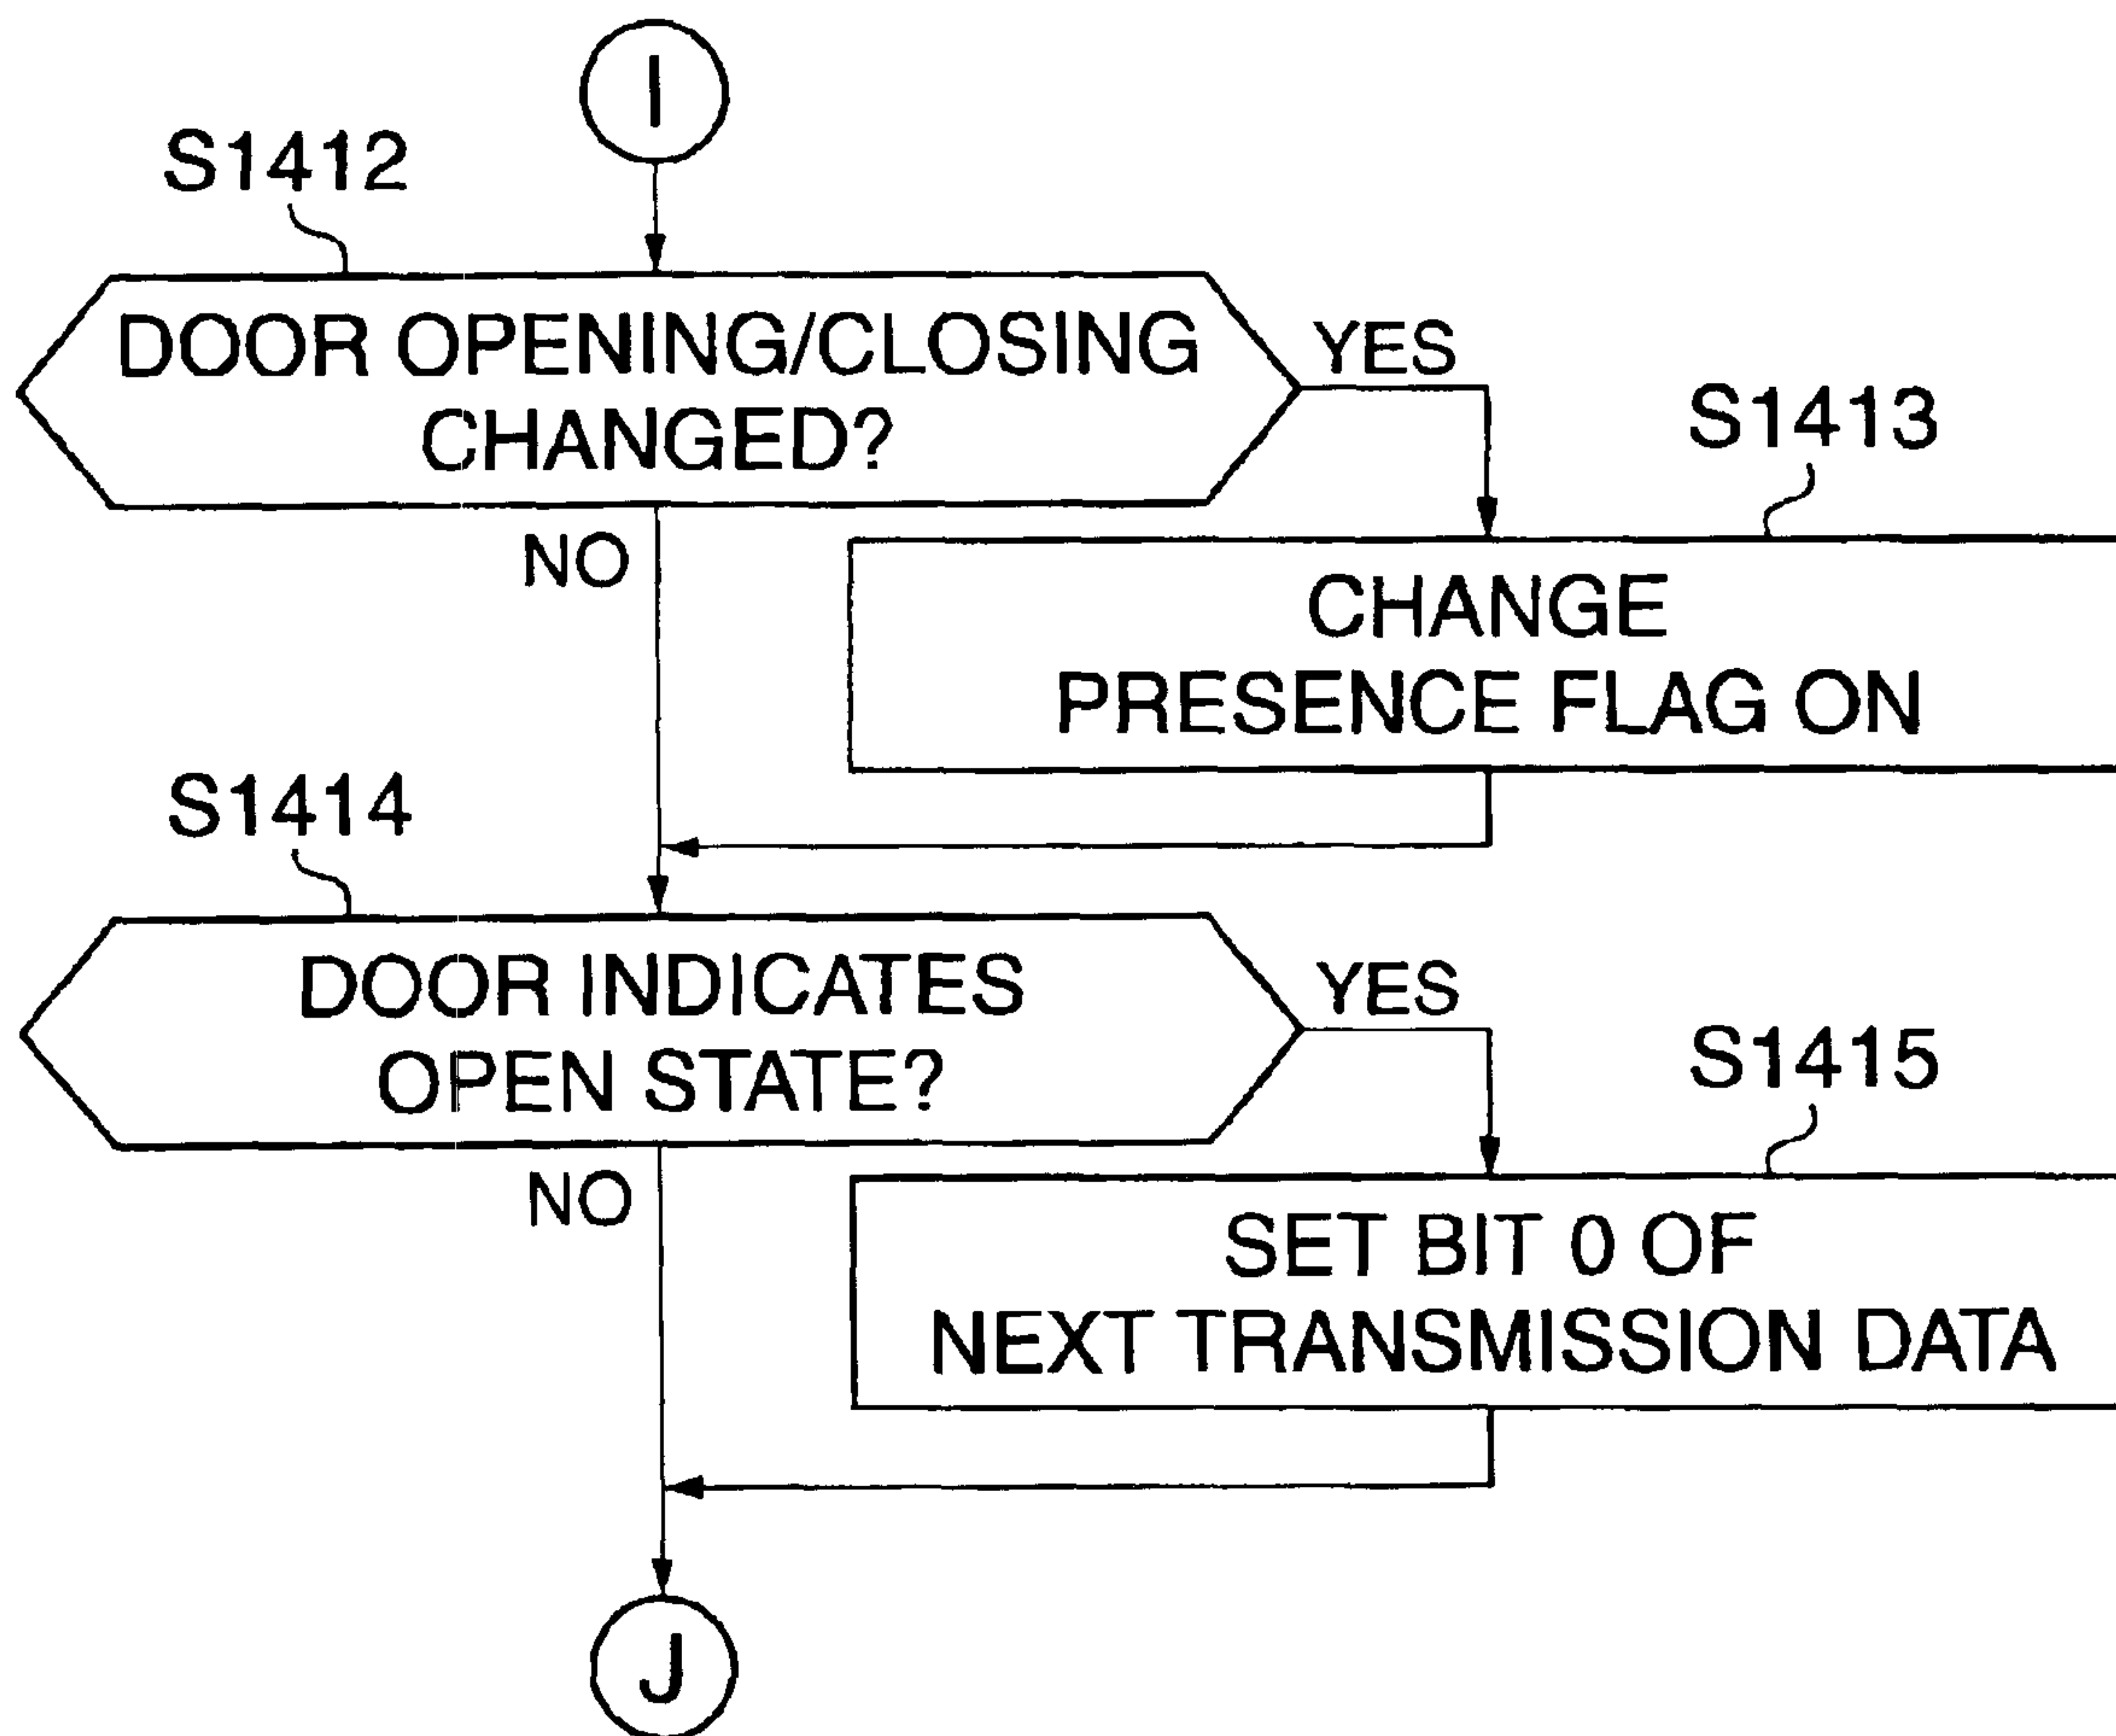 I
S1412
DOOR OPENING/CLOSING
CHANGED?
YES
S1413
NO
CHANGE
PRESENCE FLAG ON
S1414
DOOR INDICATES
OPEN STATE?
YES
S1415
NO
SET BIT 0 OF
NEXT TRANSMISSION DATA
J